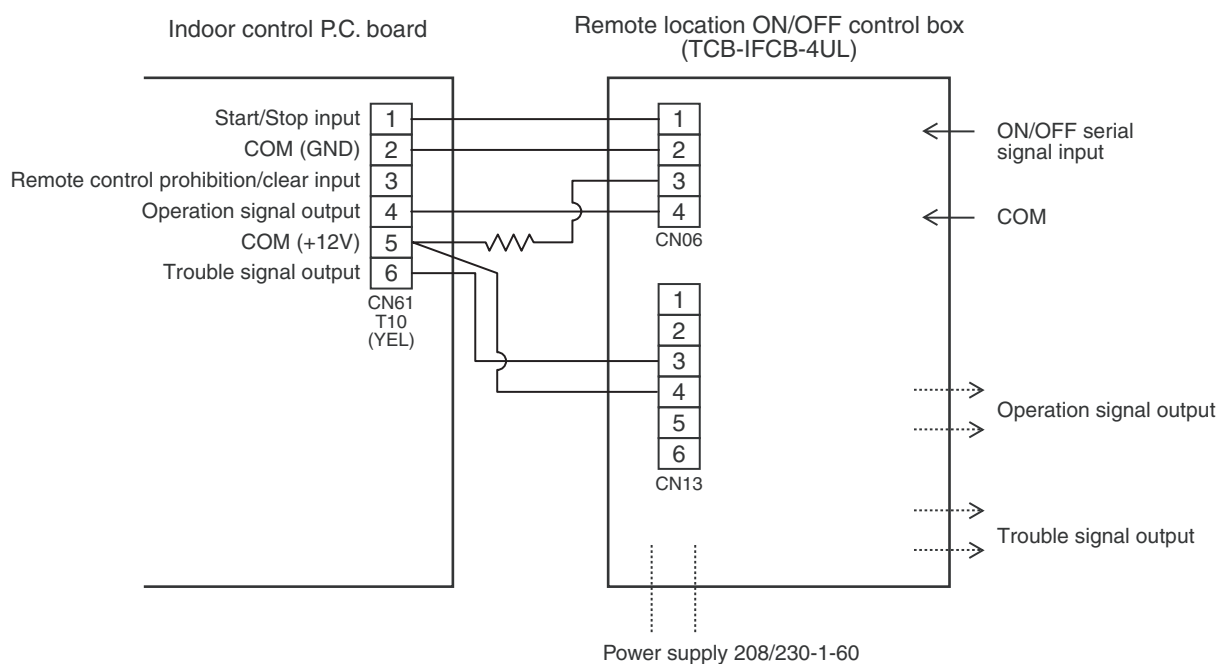 Indoor control P.C. board
Remote location ON/OFF control box
(TCB-IFCB-4UL)
Start/Stop input 1
COM (GND) 2
Remote control prohibition/clear input 3
Operation signal output 4
COM (+12V) 5
Trouble signal output 6
CN61
T10
(YEL)
1
2
3
4
CN06
1
2
3
4
5
6
CN13
ON/OFF serial
signal input
COM
Operation signal output
Trouble signal output
Power supply 208/230-1-60